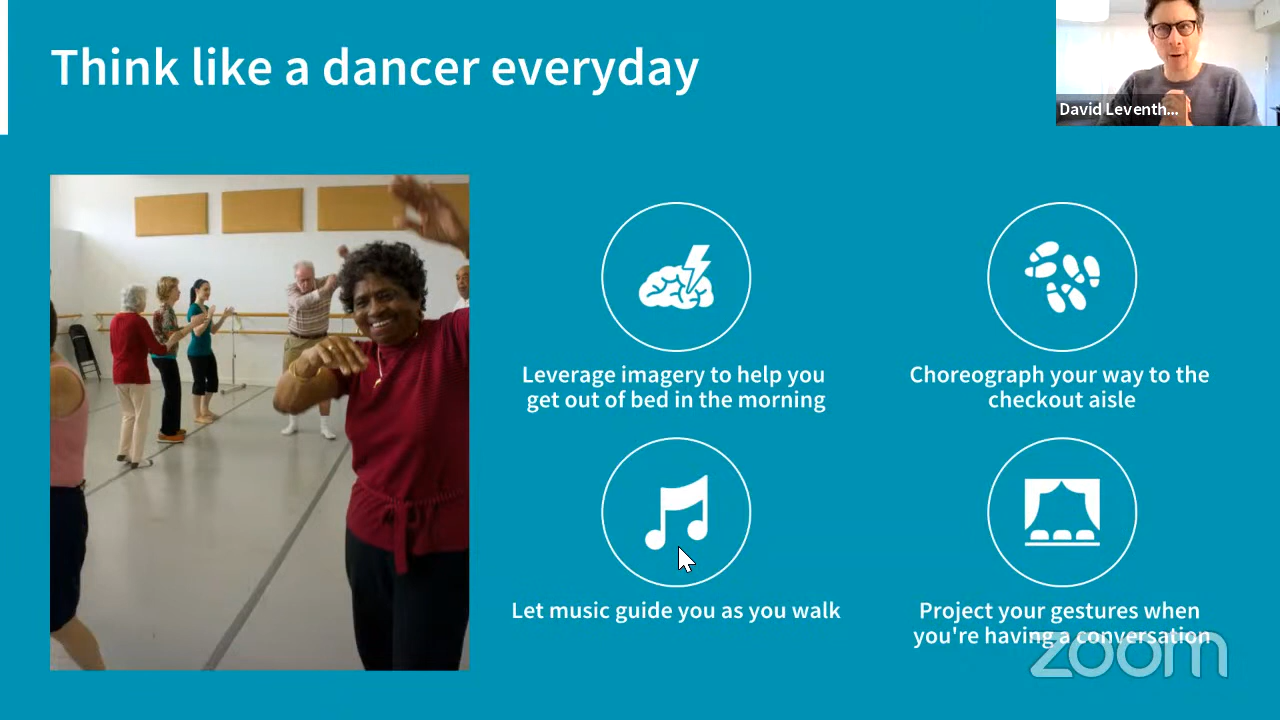 Think like a dancer everyday
David Leventh...
Leverage imagery to help you
get out of bed in the morning
Choreograph your way to the
checkout aisle
Let music guide you as you walk
Project your gestures when
you're having a conversation
zoom